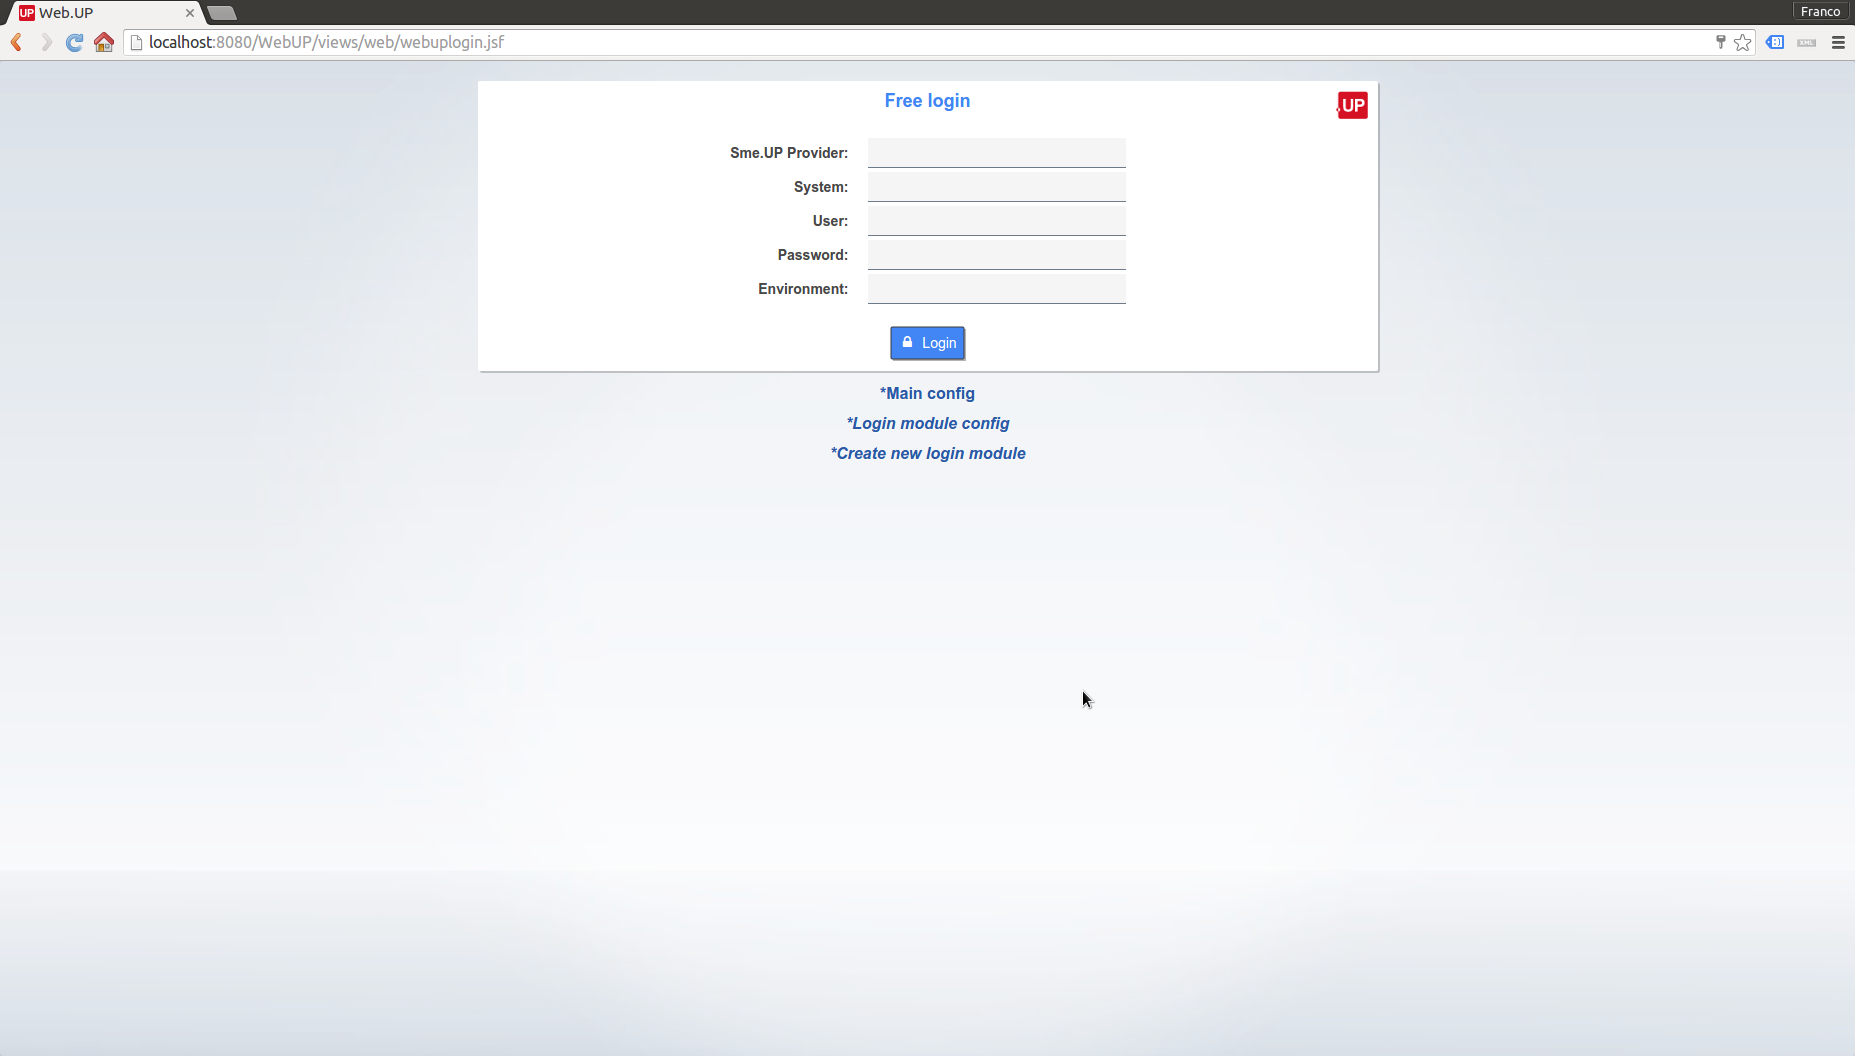 UP Web.UP
Franco
localhost:8080/WebUP/views/web/webuplogin.jsf
XML
Free login
.UP
Sme.UP Provider:
System:
User:
Password:
Environment:
Login
*Main config
*Login module config
*Create new login module